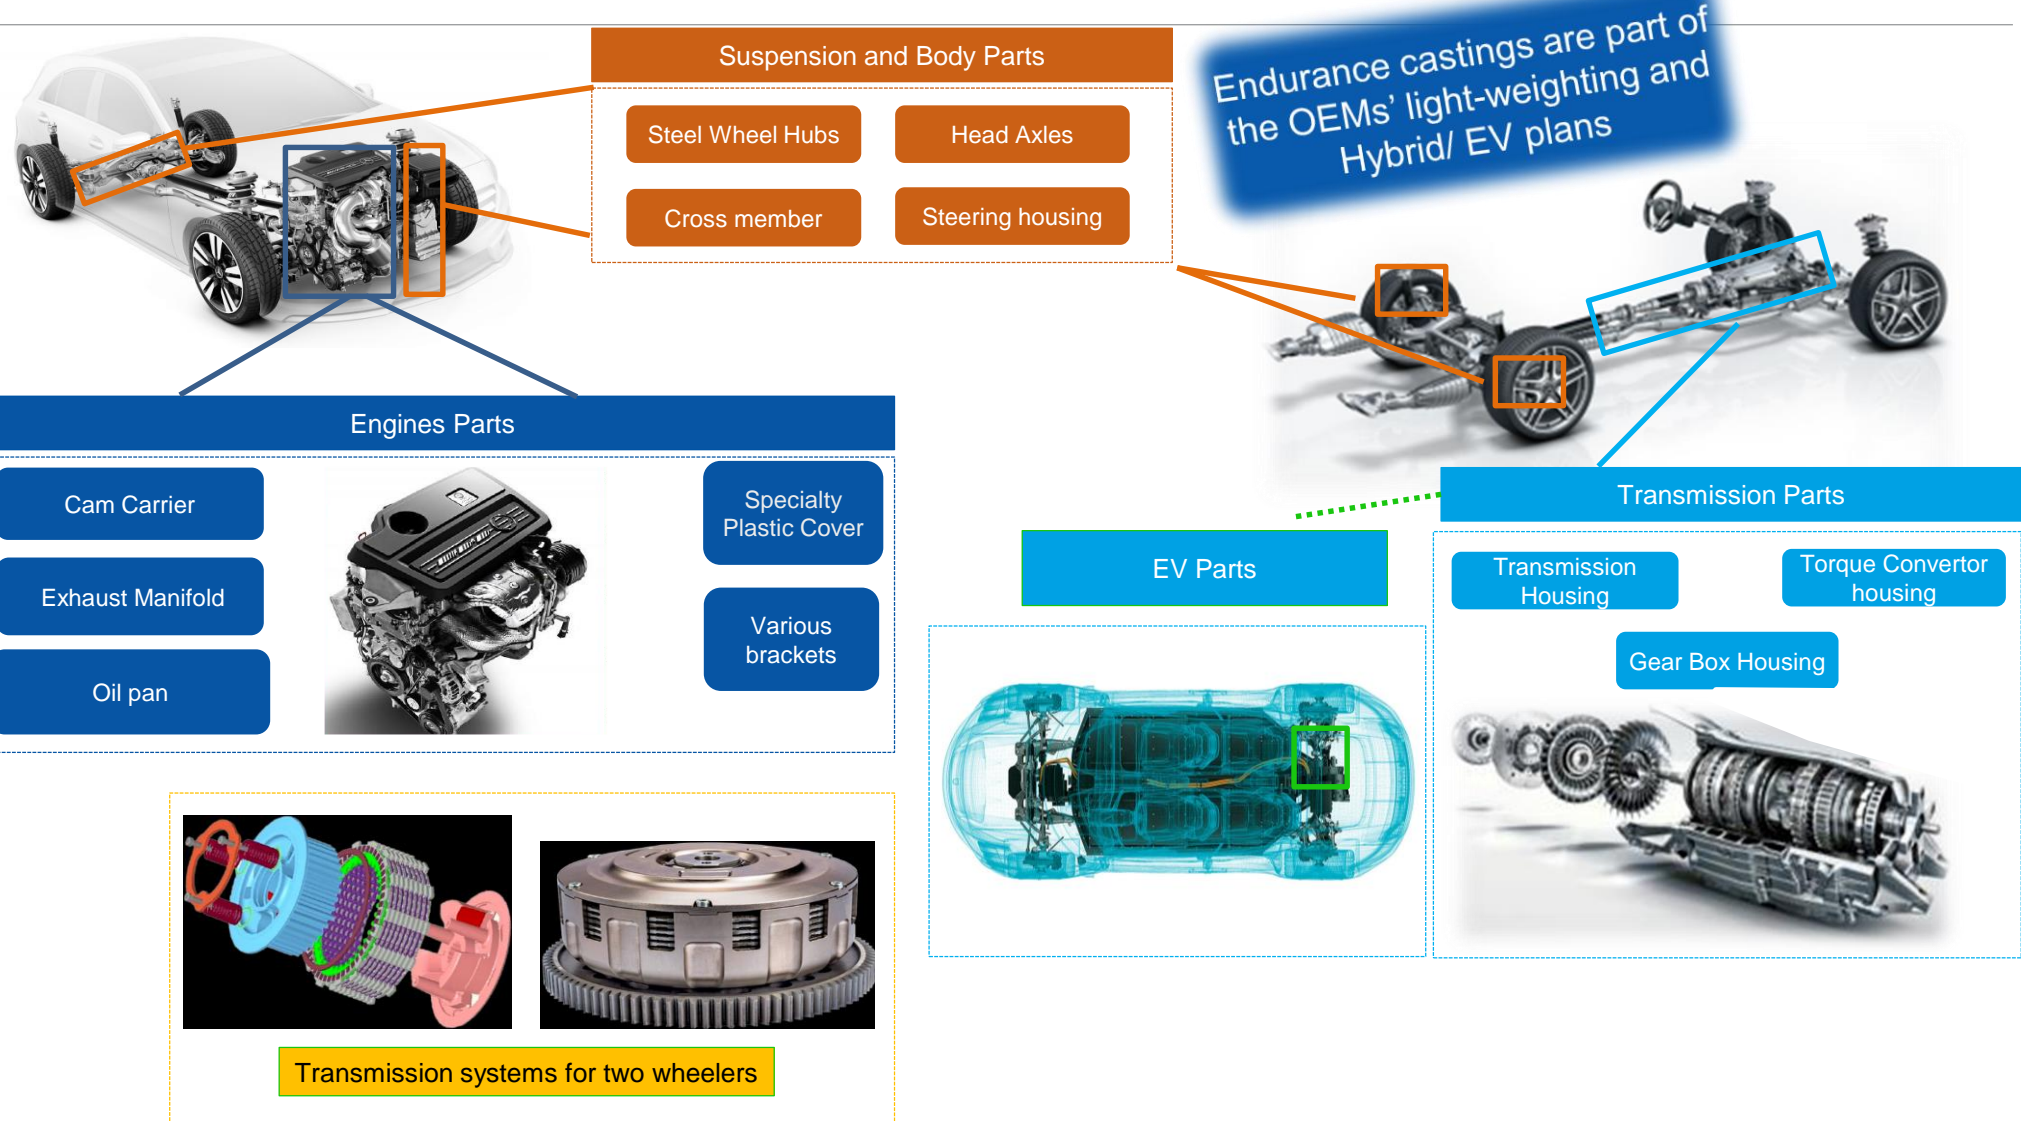 Suspension and Body Parts
Steel Wheel Hubs
Head Axles
Cross member
Steering housing
Endurance castings are part of
the OEMs' light-weighting and
Hybrid/ EV plans
Engines Parts
Cam Carrier
Exhaust Manifold
Oil pan
Specialty
Plastic Cover
Various
brackets
EV Parts
Transmission Parts
Transmission
Housing
Torque Convertor
housing
Gear Box Housing
Transmission systems for two wheelers